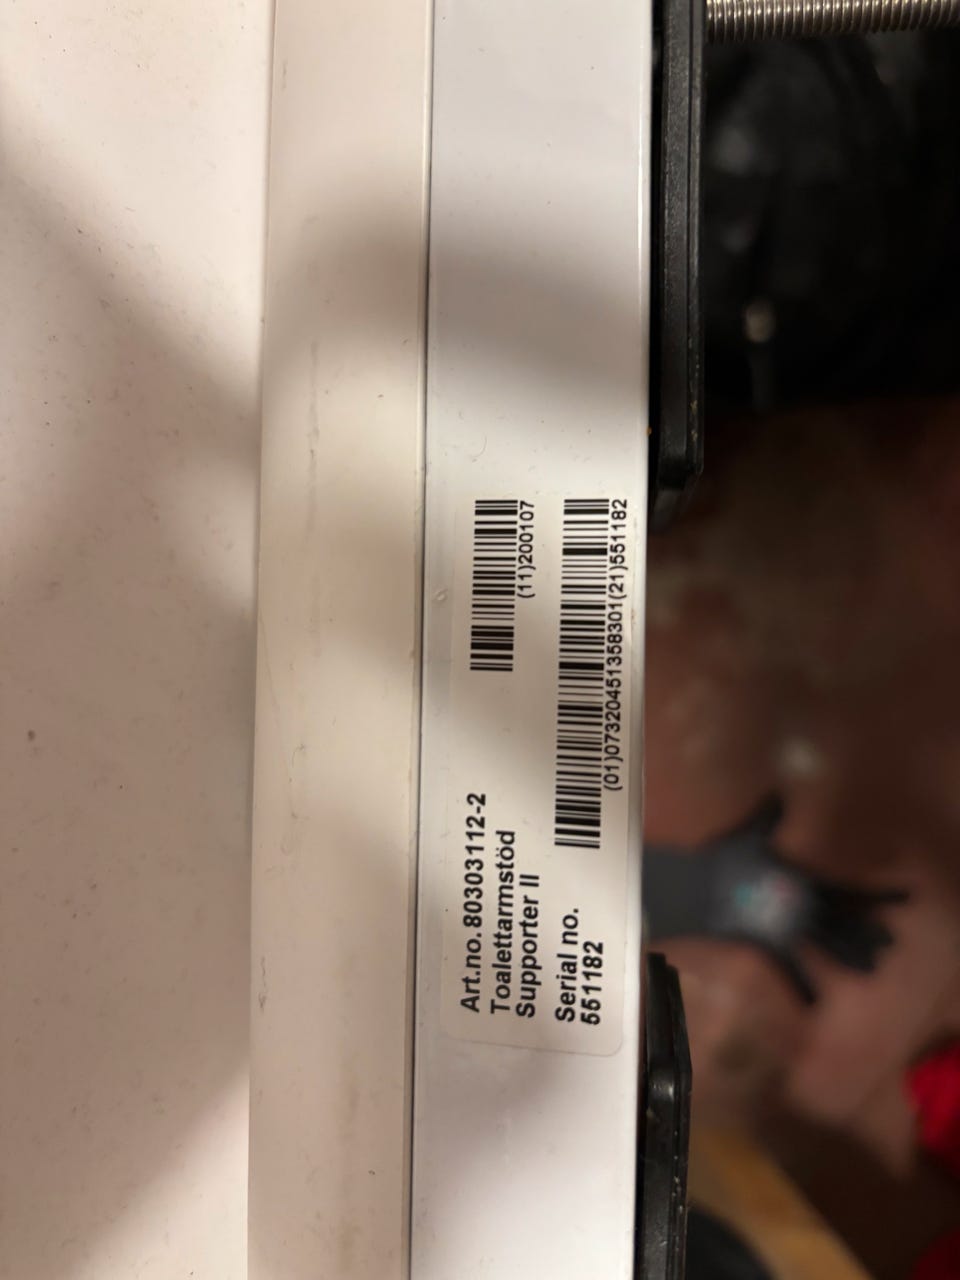 Art.no. 80303112-2
Toalettarmstöd
Supporter II
(11)200107
Serial no.
551182
(01)07320451358301(21)551182